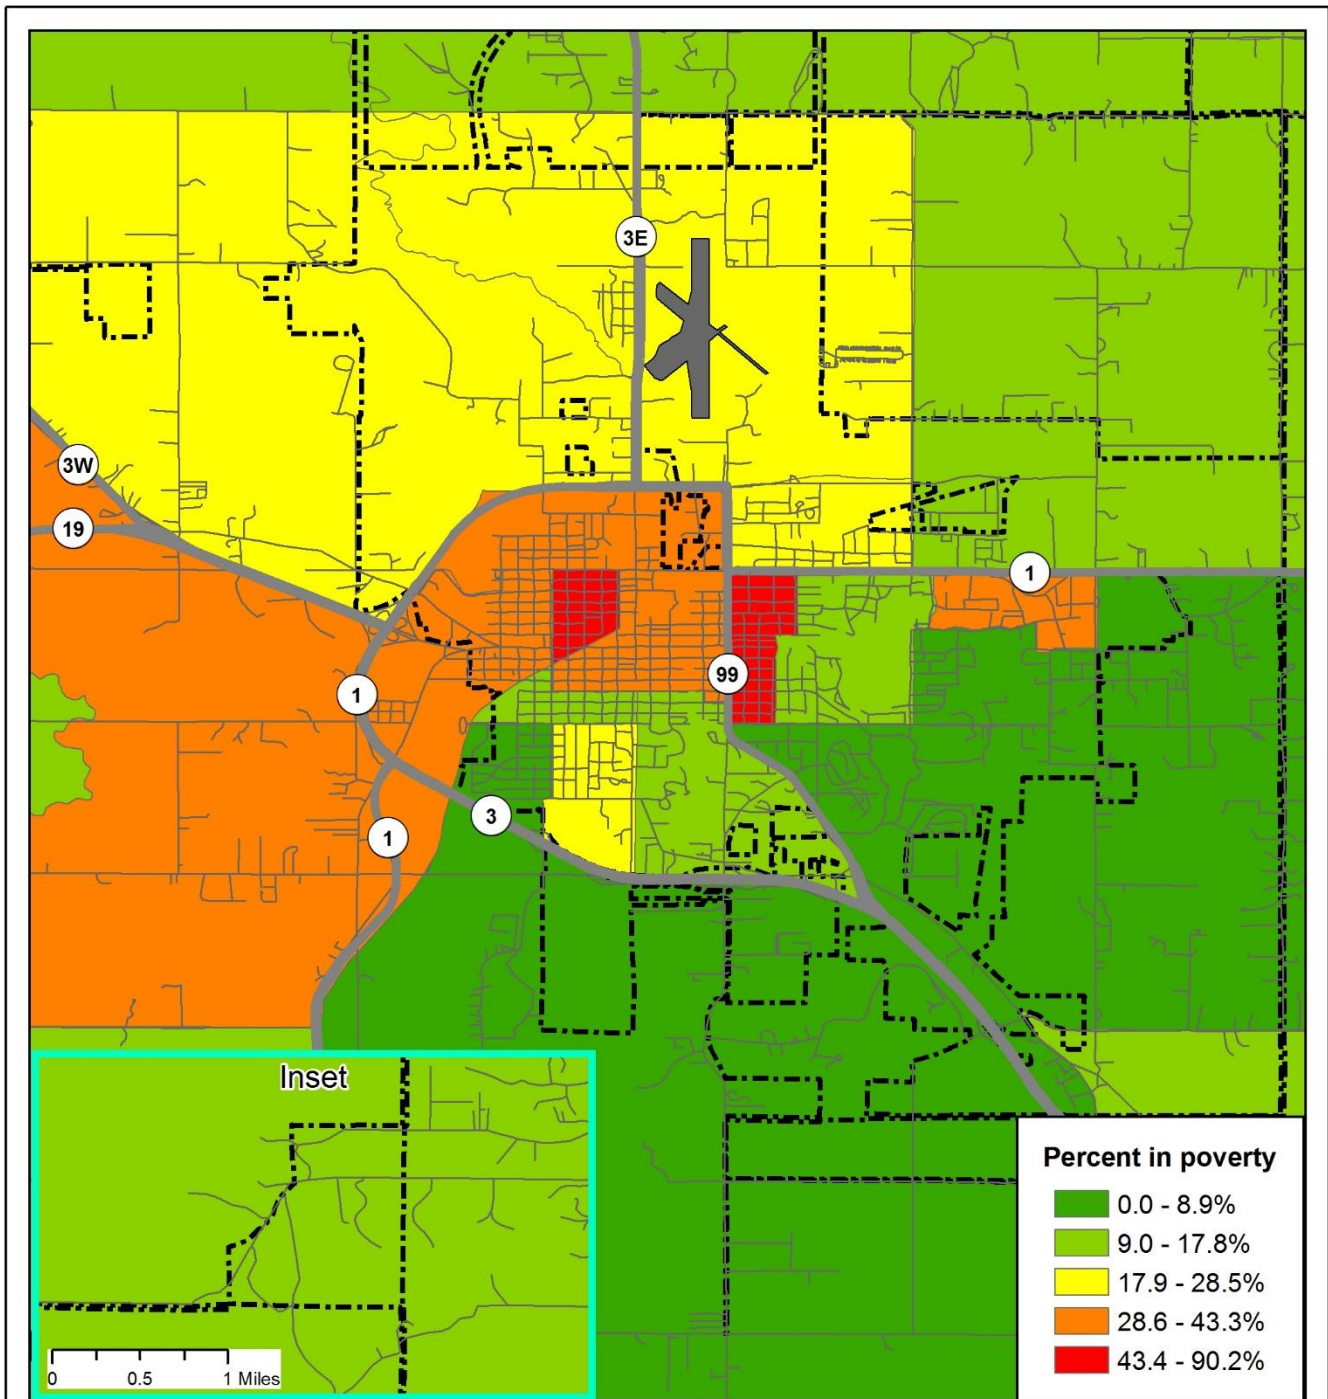 3E
3W
19
1
99
1
3
1
Inset
0 0.5 1 Miles
Percent in poverty
0.0 - 8.9%
9.0 - 17.8%
17.9 - 28.5%
28.6 - 43.3%
43.4 - 90.2%